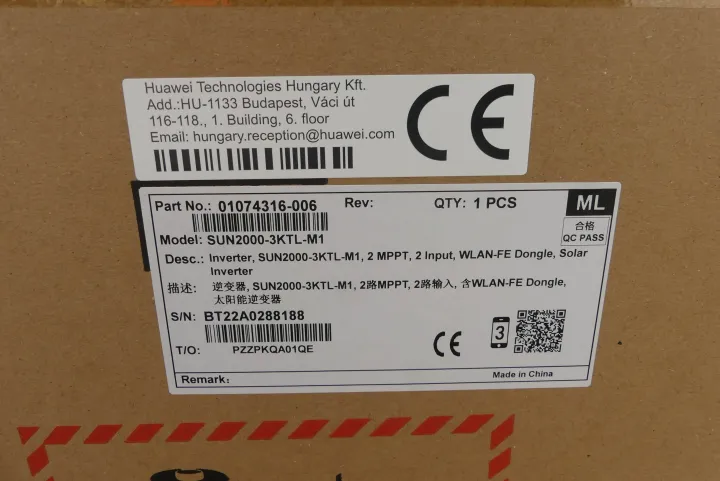 Huawei Technologies Hungary Kft.
Add.:HU-1133 Budapest, Váci út
116-118., 1. Building, 6. floor
Email: hungary.reception@huawei.com
CE
Part No.: 01074316-006 Rev: QTY: 1 PCS ML
合格
QC PASS
Model: SUN2000-3KTL-M1
Desc.: Inverter, SUN2000-3KTL-M1, 2 MPPT, 2 Input, WLAN-FE Dongle, Solar
Inverter
描述: 逆变器, SUN2000-3KTL-M1, 2路MPPT, 2路输入, 含WLAN-FE Dongle,
太阳能逆变器
S/N: BT22A0288188
CE 3
T/O: PZZPKQA01QE
Remark: Made in China